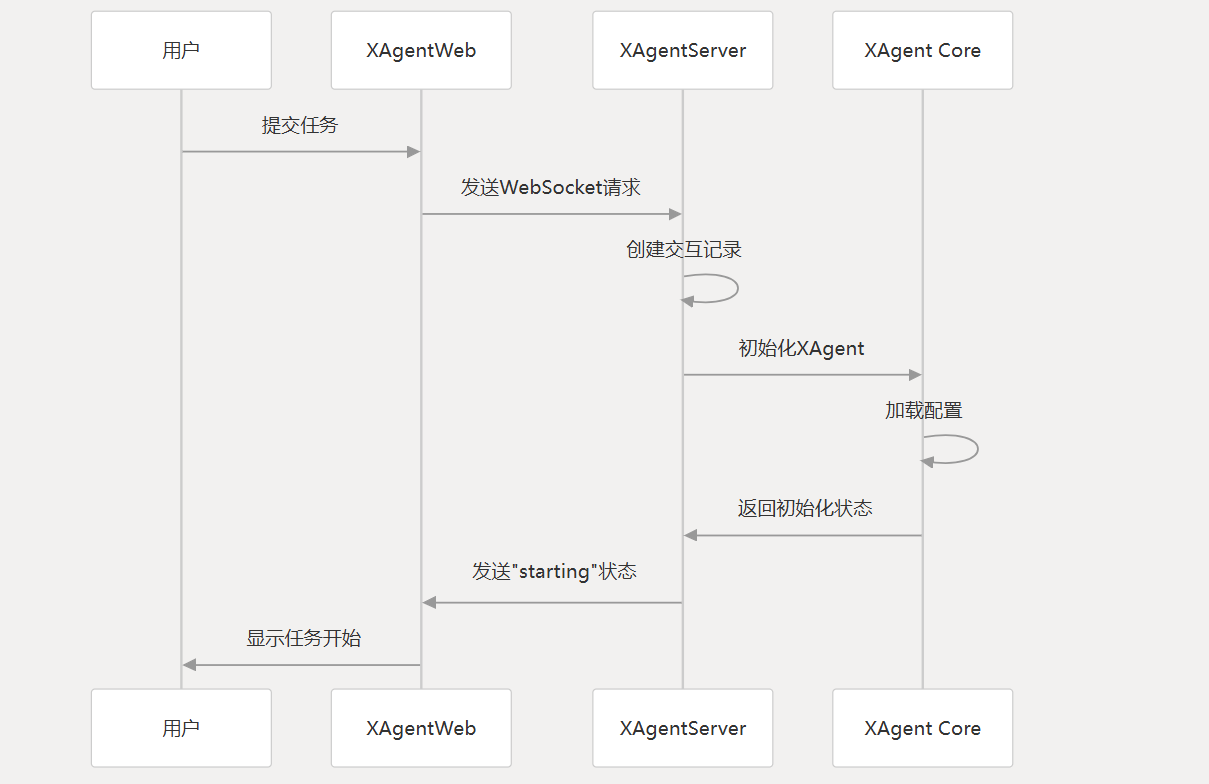 用户
XAgentWeb
XAgentServer
XAgent Core
提交任务
发送WebSocket请求
创建交互记录
初始化XAgent
加载配置
返回初始化状态
发送"starting"状态
显示任务开始
用户
XAgentWeb
XAgentServer
XAgent Core